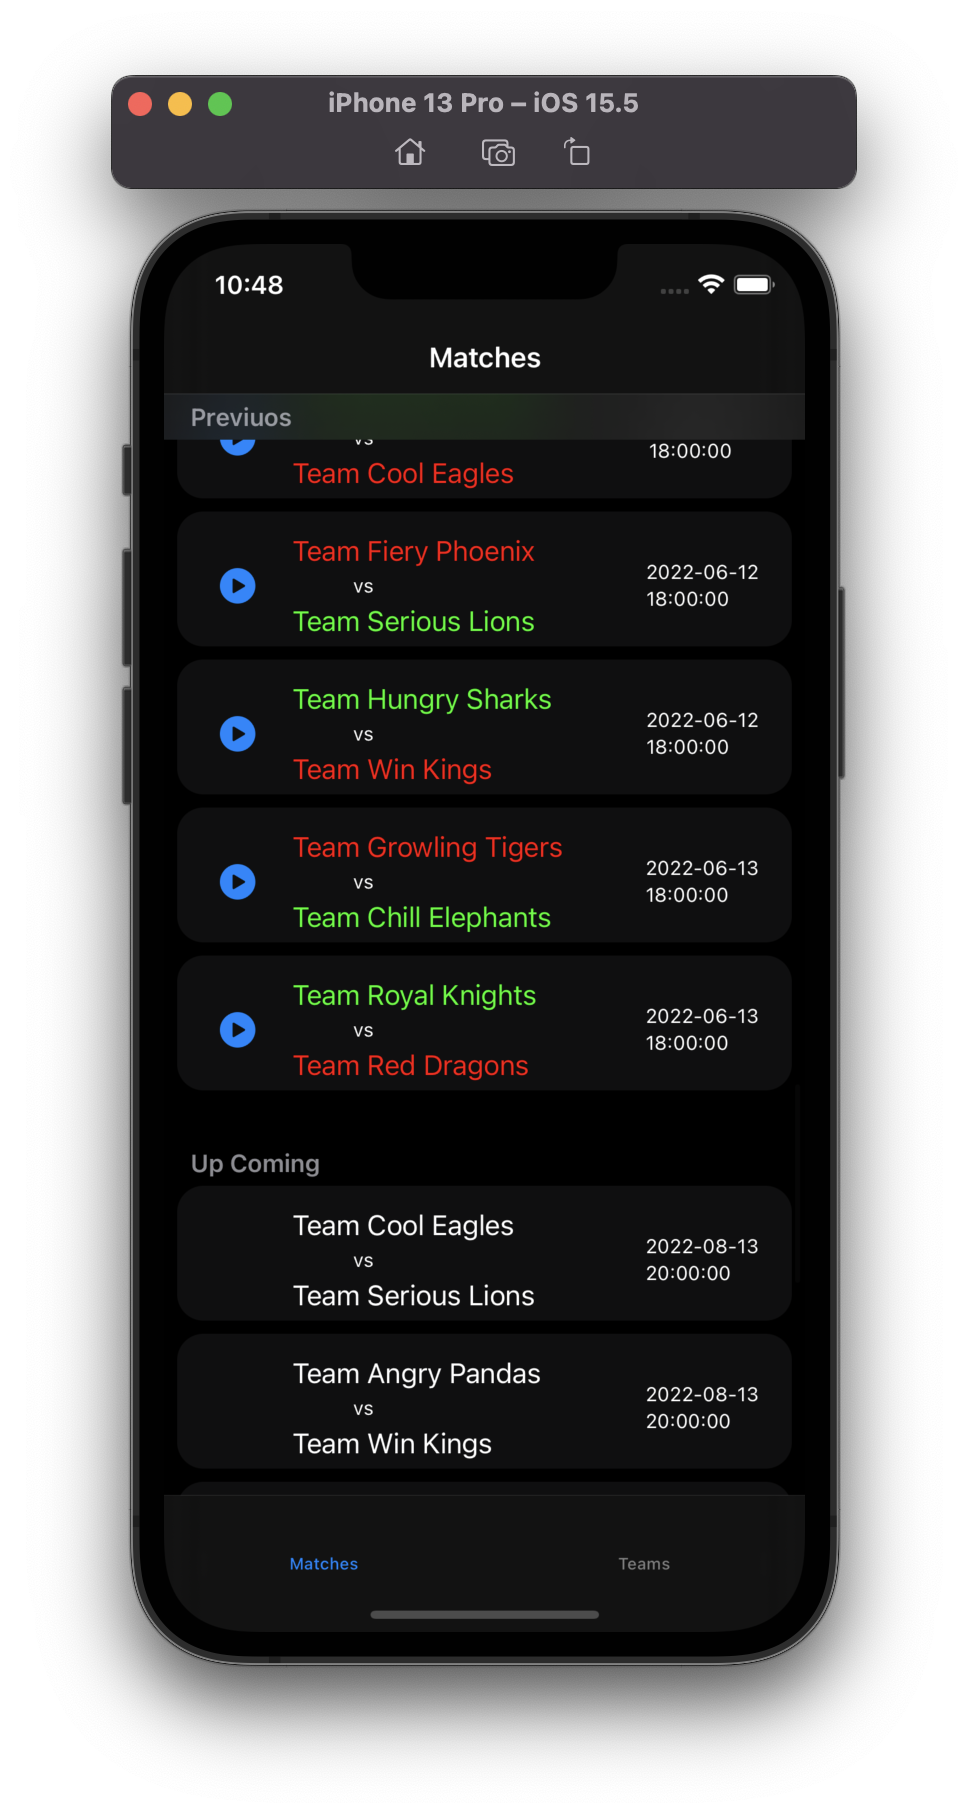 iPhone 13 Pro – iOS 15.5
10:48
Matches
Previuos
vs
18:00:00
Team Cool Eagles
Team Fiery Phoenix
2022-06-12
vs
18:00:00
Team Serious Lions
Team Hungry Sharks
2022-06-12
vs
18:00:00
Team Win Kings
Team Growling Tigers
2022-06-13
vs
18:00:00
Team Chill Elephants
Team Royal Knights
2022-06-13
vs
18:00:00
Team Red Dragons
Up Coming
Team Cool Eagles
2022-08-13
vs
20:00:00
Team Serious Lions
Team Angry Pandas
2022-08-13
vs
20:00:00
Team Win Kings
Matches
Teams